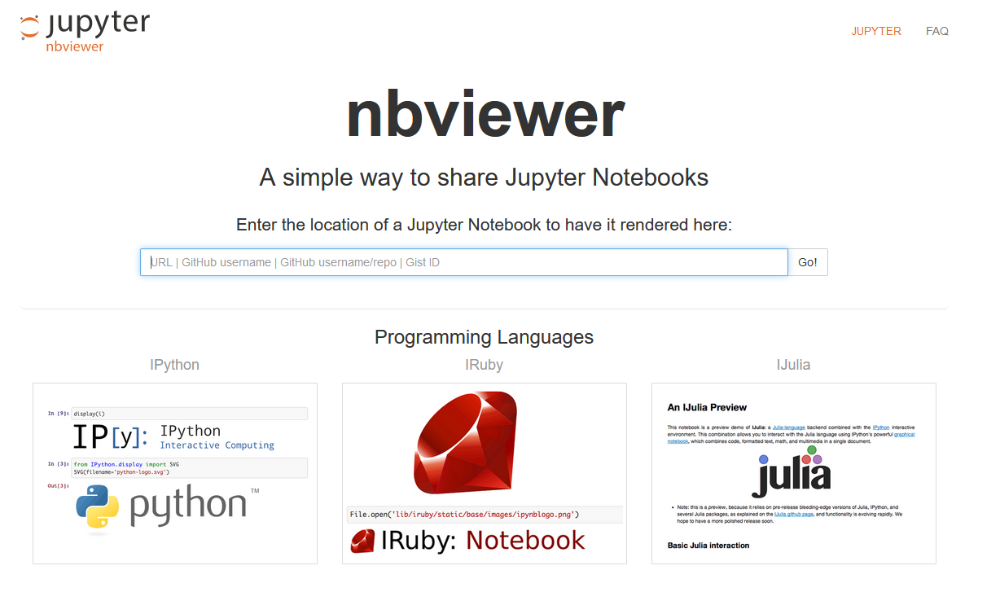 jupyter
nbviewer
JUPYTER
FAQ
nbviewer
A simple way to share Jupyter Notebooks
Enter the location of a Jupyter Notebook to have it rendered here:
URL | GitHub username | GitHub username/repo | Gist ID
Go!
Programming Languages
IPython
IRuby
IJulia
In [9]: display(i)
IP[y]: IPython
Interactive Computing
In [3]: from IPython.display import SVG
SVG(filename='python-logo.svg')
Out[3]:
python™
File.open('lib/iruby/static/base/images/ipynblogo.png')
IRuby: Notebook
An IJulia Preview
This notebook is a preview demo of IJulia: a Julia-language backend combined with the IPython interactive
environment. This combination allows you to interact with the Julia language using IPython's powerful graphical
notebook, which combines code, formatted text, math, and multimedia in a single document.
julia
• Note: this is a preview, because it relies on pre-release bleeding-edge versions of Julia, IPython, and
several Julia packages, as explained on the IJulia github page, and functionality is evolving rapidly. We
hope to have a more polished release soon.
Basic Julia interaction